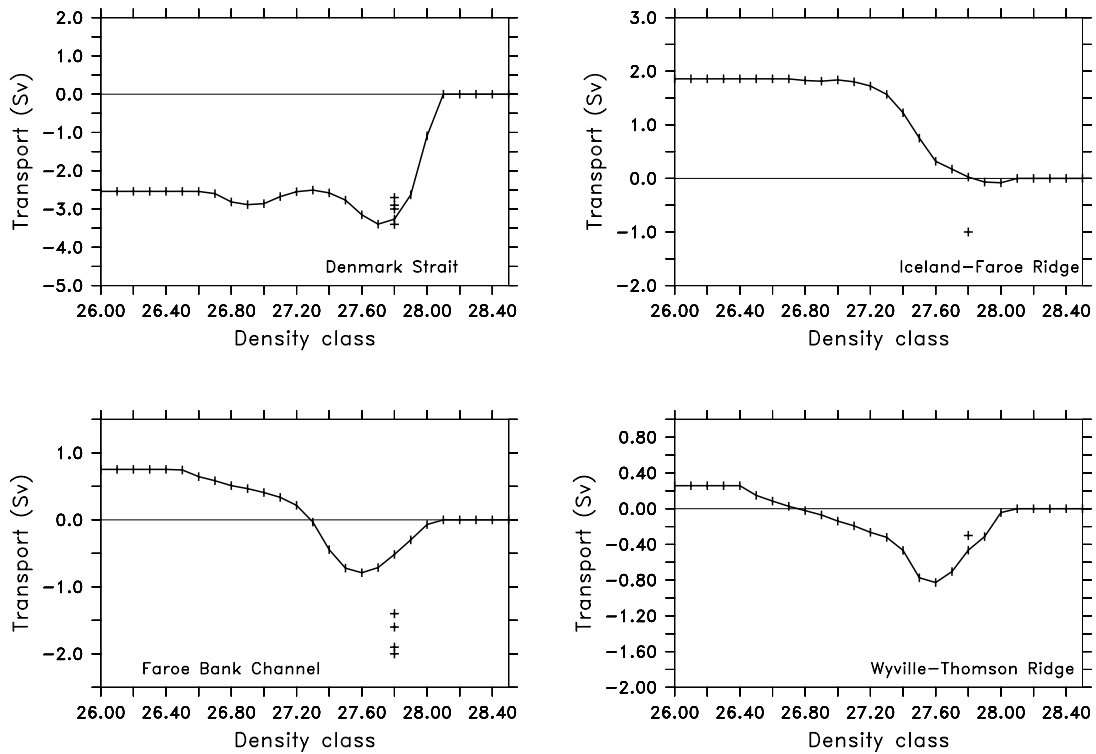 2.0
1.0
0.0
-1.0
-2.0
-3.0
-4.0
-5.0
Transport (Sv)
Denmark Strait
26.00 26.40 26.80 27.20 27.60 28.00 28.40
Density class
3.0
2.0
1.0
0.0
-1.0
-2.0
Transport (Sv)
Iceland-Faroe Ridge
26.00 26.40 26.80 27.20 27.60 28.00 28.40
Density class
1.0
0.0
-1.0
-2.0
Transport (Sv)
Faroe Bank Channel
26.00 26.40 26.80 27.20 27.60 28.00 28.40
Density class
0.80
0.40
0.00
-0.40
-0.80
-1.20
-1.60
-2.00
Transport (Sv)
Wyville-Thomson Ridge
26.00 26.40 26.80 27.20 27.60 28.00 28.40
Density class